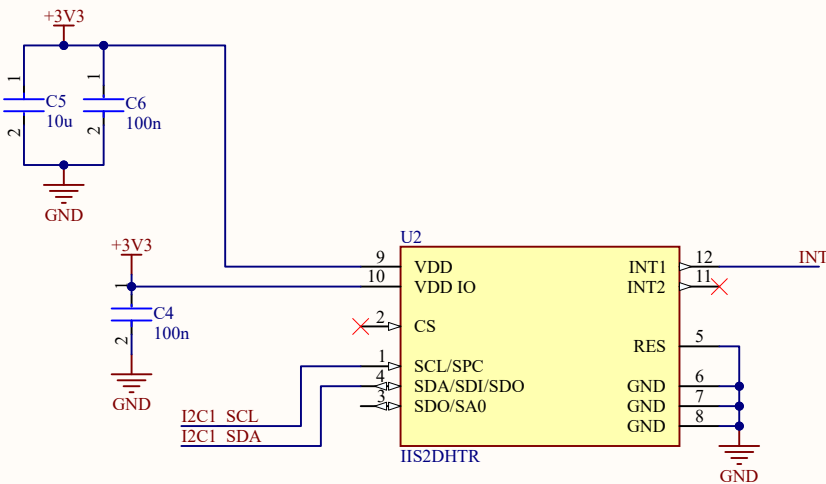 +3V3
1
1
C5
C6
10u
100n
2
2
GND
+3V3
1
C4
100n
2
GND
U2
9 VDD
10 VDD IO
2 CS
1 SCL/SPC
4 SDA/SDI/SDO
3 SDO/SA0
I2C1_SCL
I2C1_SDA
IIS2DHTR
INT1 12
INT
INT2 11
RES 5
GND 6
GND 7
GND 8
GND